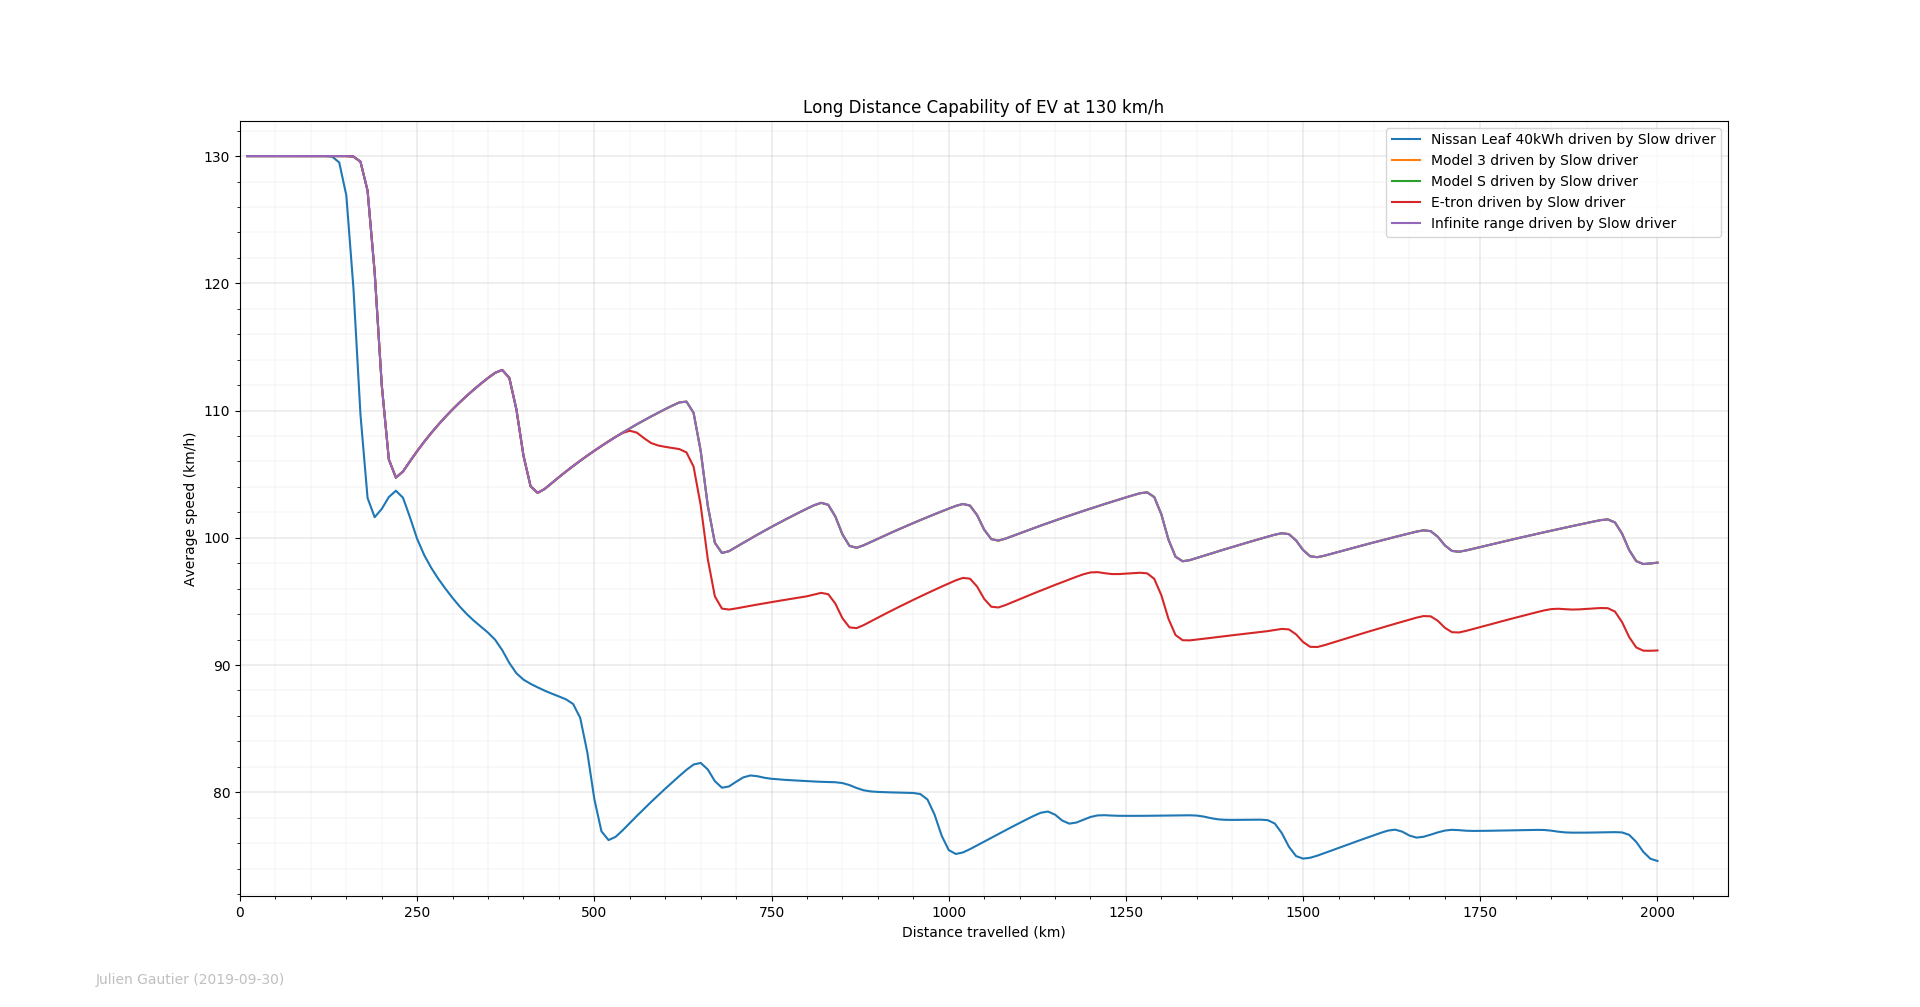 Long Distance Capability of EV at 130 km/h
Nissan Leaf 40kWh driven by Slow driver
Model 3 driven by Slow driver
Model S driven by Slow driver
E-tron driven by Slow driver
Infinite range driven by Slow driver
130
120
110
100
90
80
Average speed (km/h)
0 250 500 750 1000 1250 1500 1750 2000
Distance travelled (km)
Julien Gautier (2019-09-30)